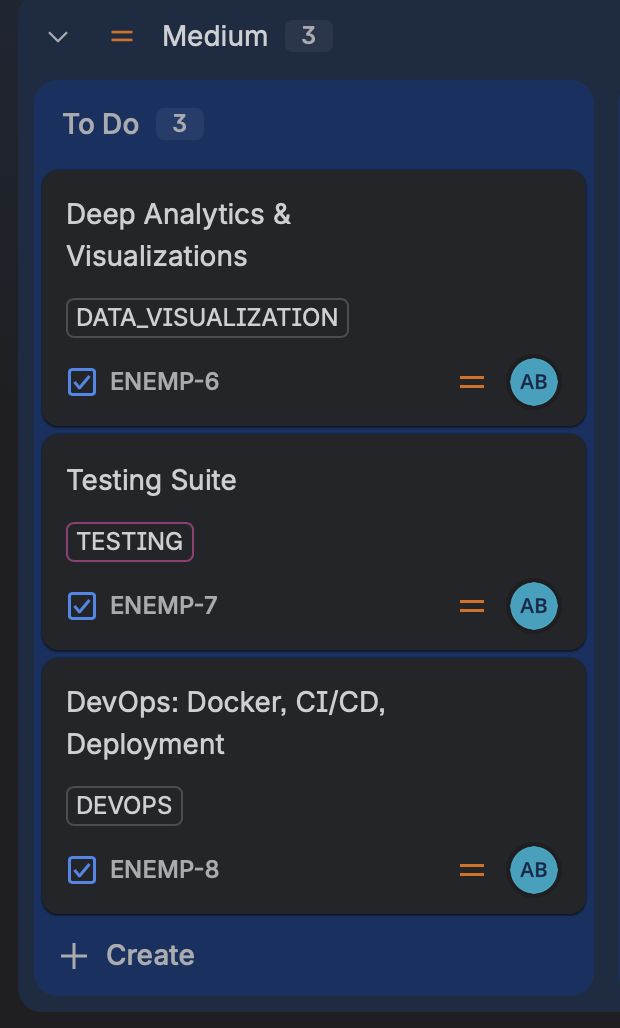 Medium 3
To Do 3
Deep Analytics &
Visualizations
DATA_VISUALIZATION
ENEMP-6 AB
Testing Suite
TESTING
ENEMP-7 AB
DevOps: Docker, CI/CD,
Deployment
DEVOPS
ENEMP-8 AB
Create